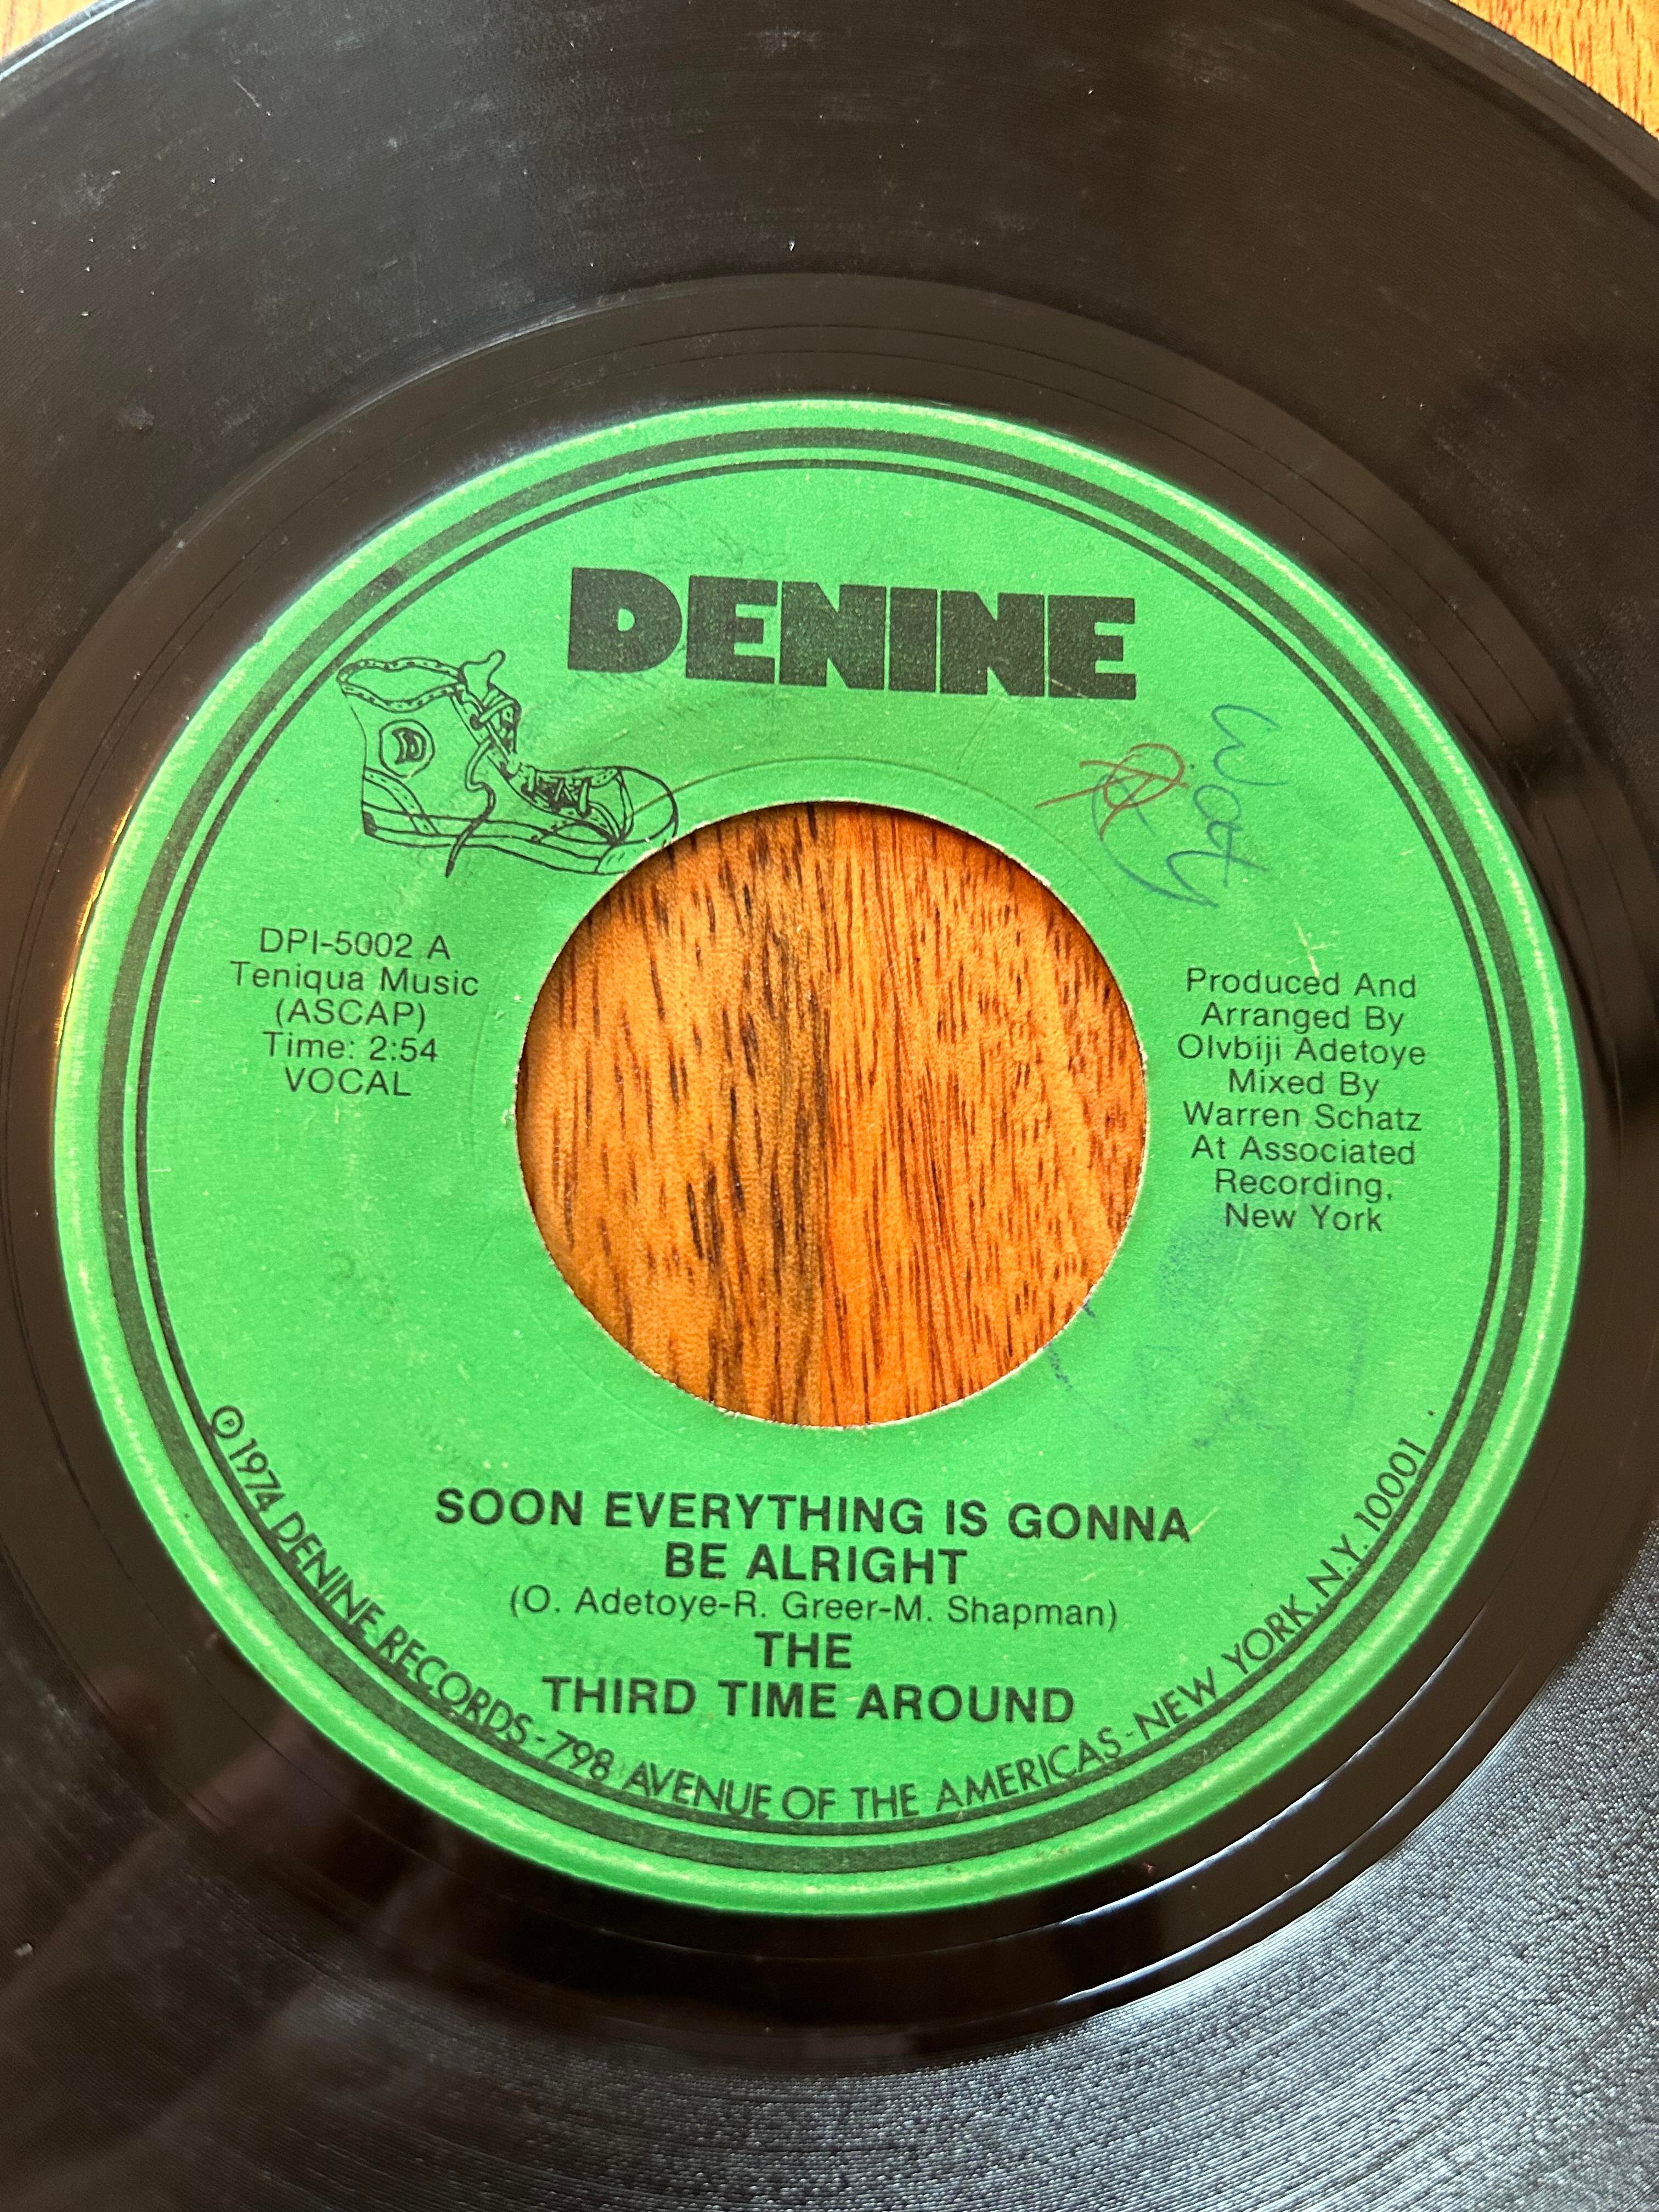 DENINE
D
Woty
DPI-5002 A
Teniqua Music
(ASCAP)
Time: 2:54
VOCAL
Produced And
Arranged By
Olvbiji Adetoye
Mixed By
Warren Schatz
At Associated
Recording,
New York
SOON EVERYTHING IS GONNA
BE ALRIGHT
(O. Adetoye-R. Greer-M. Shapman)
THE
THIRD TIME AROUND
Ⓟ 1974 DENINE RECORDS - 798 AVENUE OF THE AMERICAS - NEW YORK, N.Y. 10001